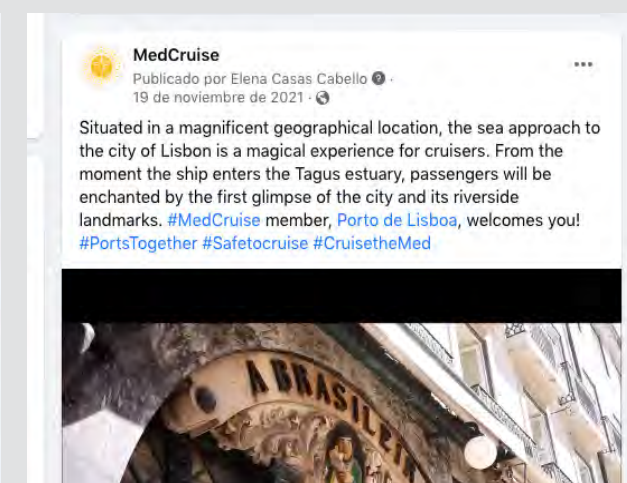 MedCruise
Publicado por Elena Casas Cabello ·
19 de noviembre de 2021 ·
Situated in a magnificent geographical location, the sea approach to
the city of Lisbon is a magical experience for cruisers. From the
moment the ship enters the Tagus estuary, passengers will be
enchanted by the first glimpse of the city and its riverside
landmarks. #MedCruise member, Porto de Lisboa, welcomes you!
#PortsTogether #Safetocruise #CruisetheMed
A BRASILEIR